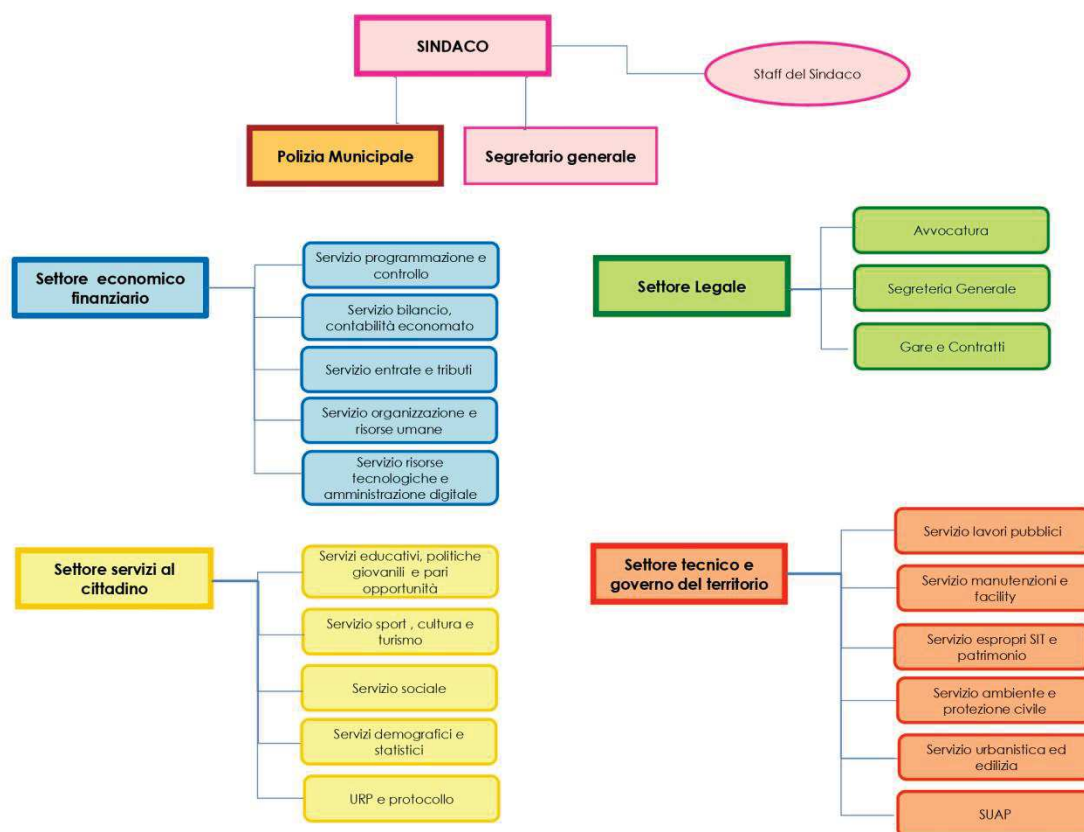 SINDACO
Staff del Sindaco
Polizia Municipale
Segretario generale
Settore economico
finanziario
Servizio programmazione e
controllo
Servizio bilancio,
contabilità economato
Servizio entrate e tributi
Servizio organizzazione e
risorse umane
Servizio risorse
tecnologiche e
amministrazione digitale
Settore Legale
Avvocatura
Segreteria Generale
Gare e Contratti
Settore servizi al
cittadino
Servizi educativi, politiche
giovanili e pari
opportunità
Servizio sport , cultura e
turismo
Servizio sociale
Servizi demografici e
statistici
URP e protocollo
Settore tecnico e
governo del territorio
Servizio lavori pubblici
Servizio manutenzioni e
facility
Servizio espropri SIT e
patrimonio
Servizio ambiente e
protezione civile
Servizio urbanistica ed
edilizia
SUAP